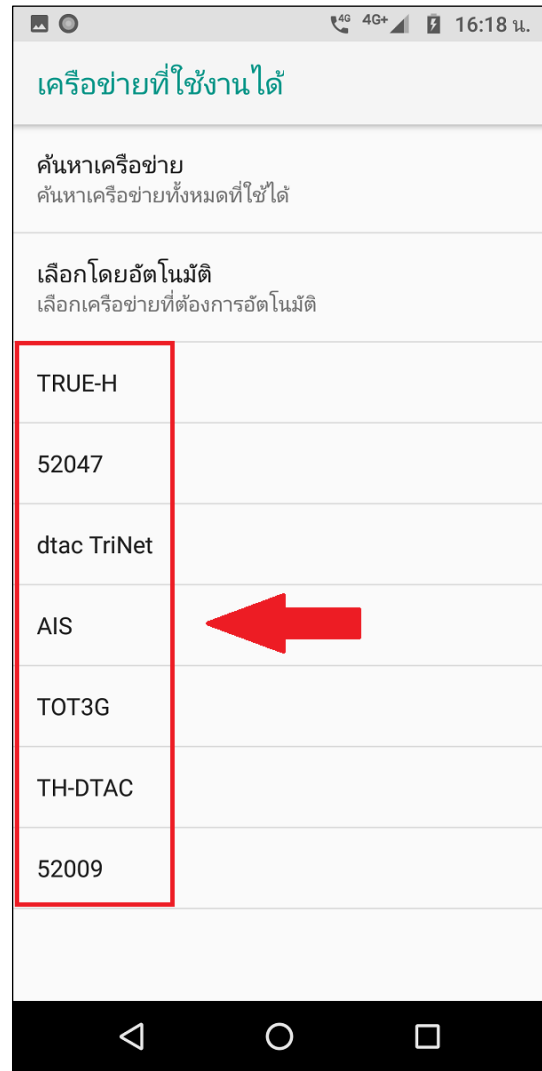 4G 4G+ 16:18 น.
เครือข่ายที่ใช้งานได้
ค้นหาเครือข่าย
ค้นหาเครือข่ายทั้งหมดที่ใช้ได้
เลือกโดยอัตโนมัติ
เลือกเครือข่ายที่ต้องการอัตโนมัติ
TRUE-H
52047
dtac TriNet
AIS
TOT3G
TH-DTAC
52009